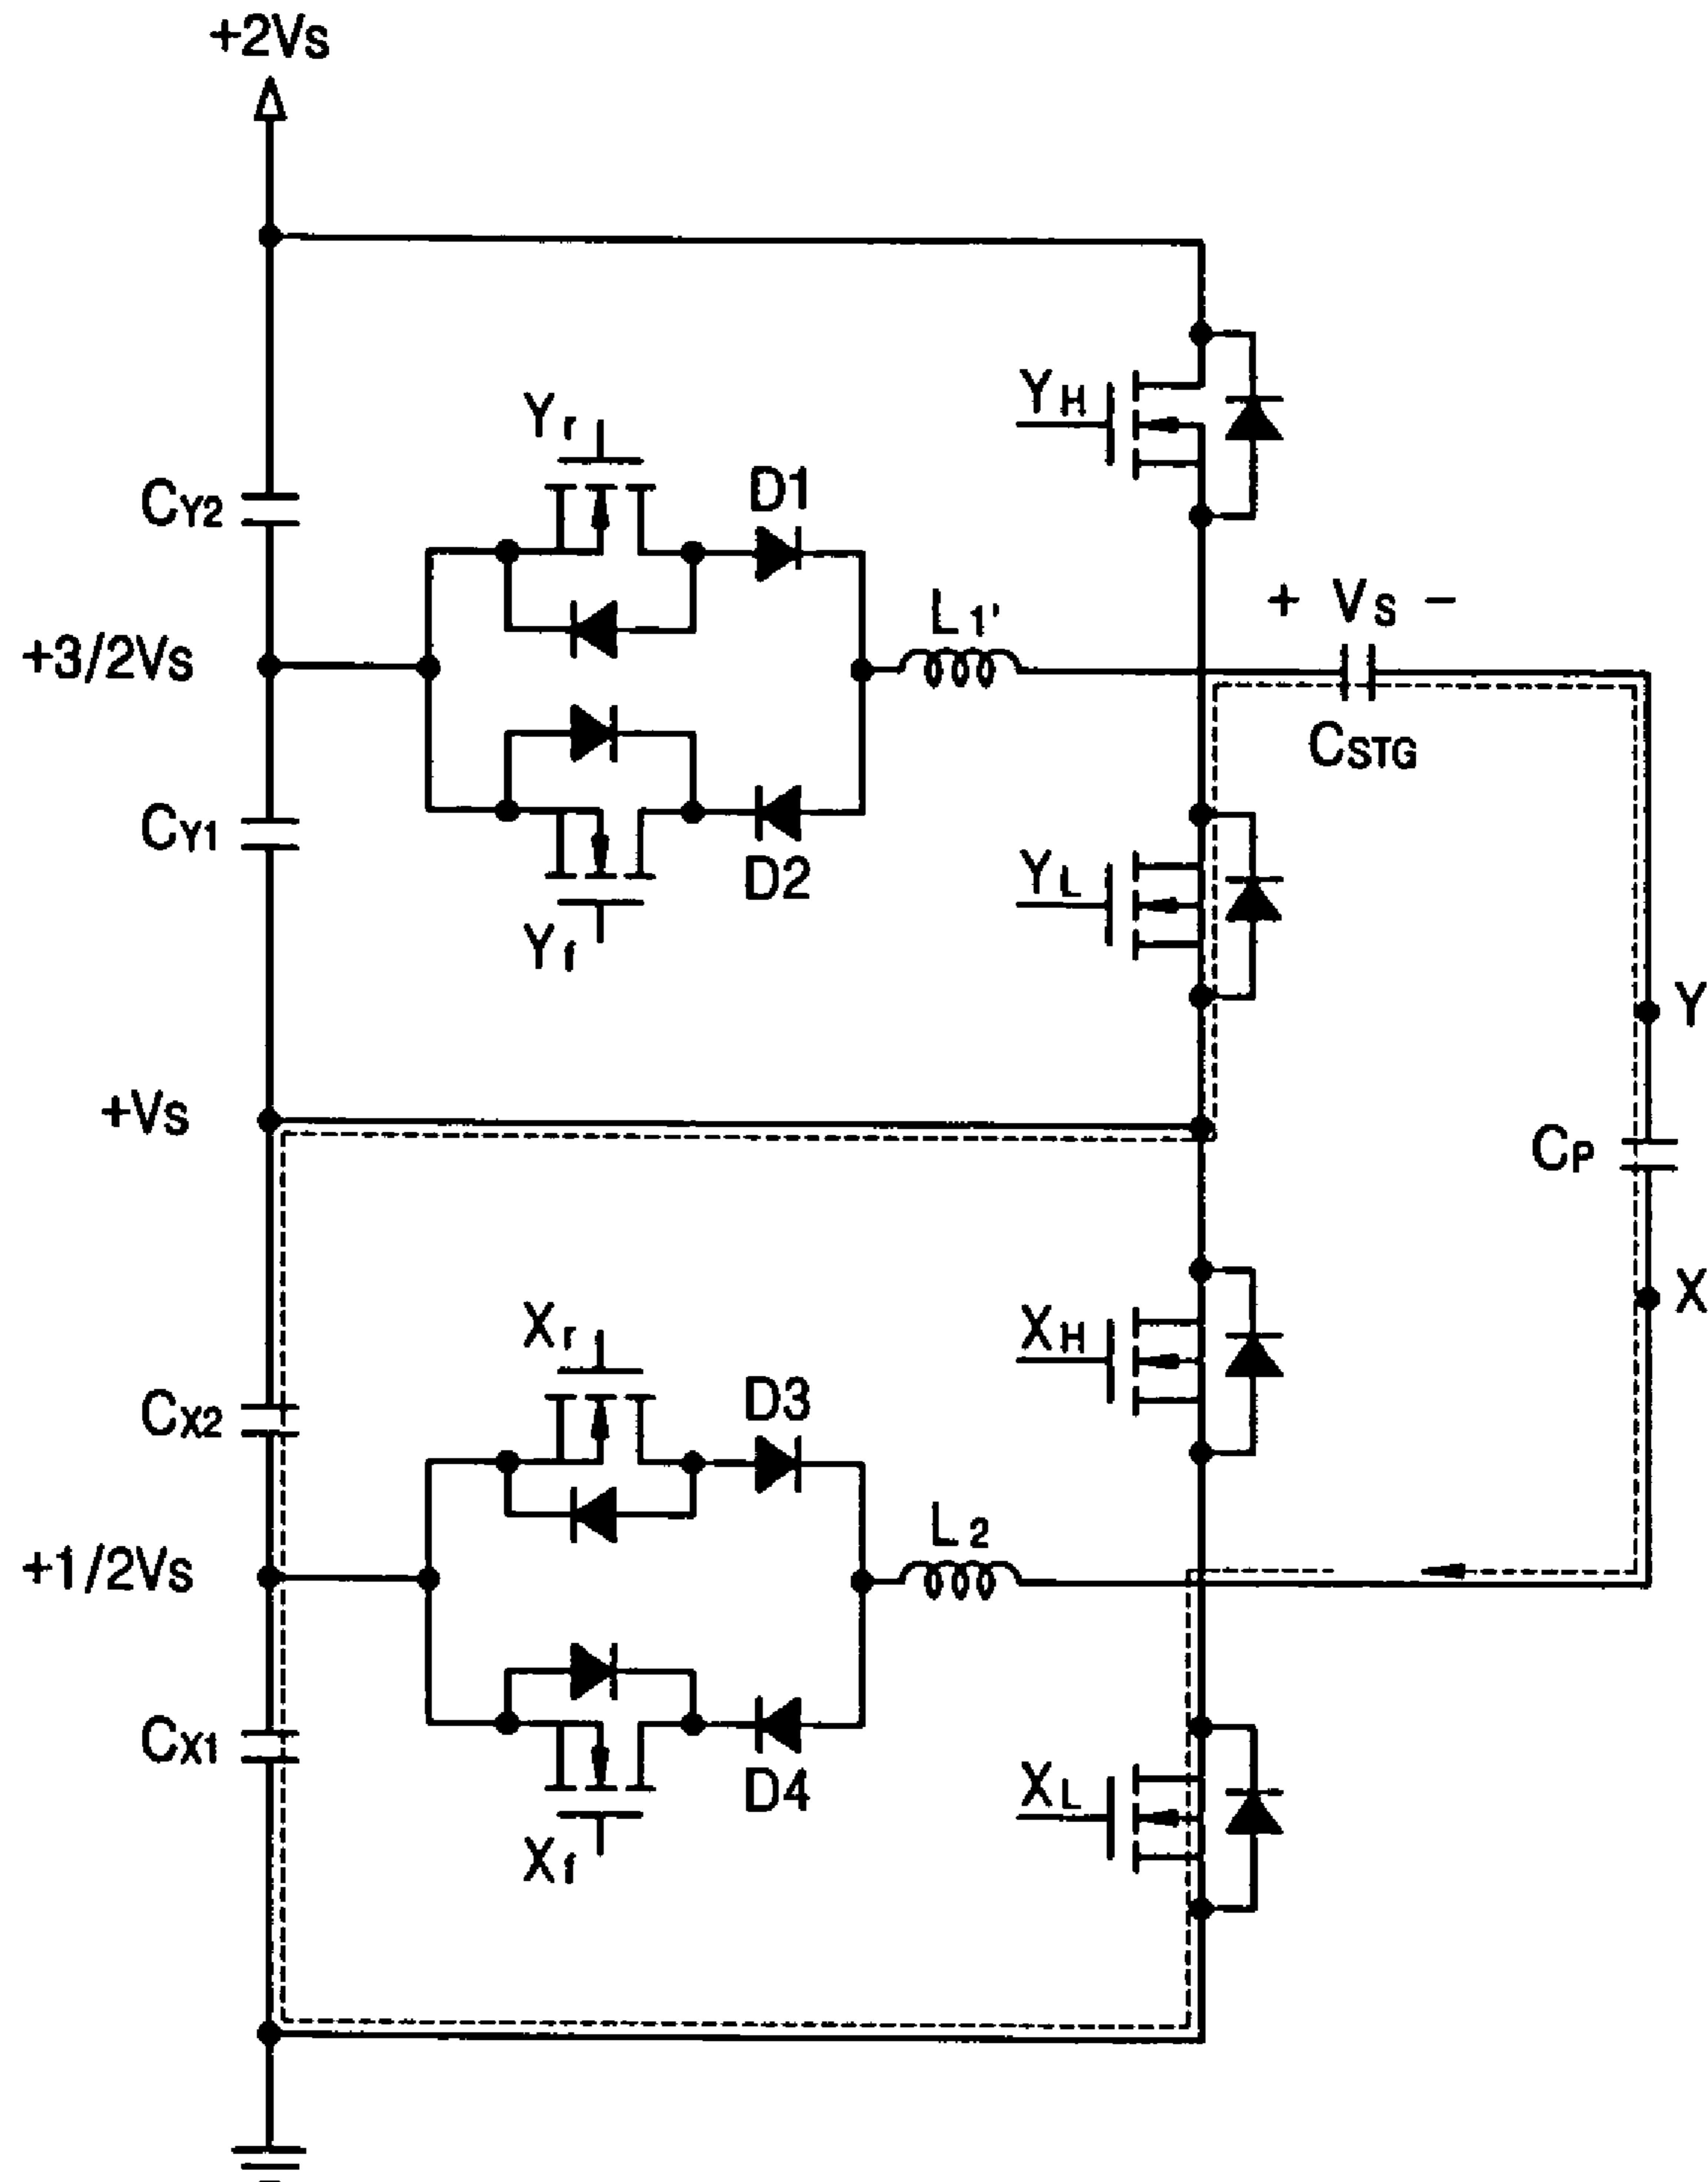 +2Vs
YH
Yr
D1
CY2
+ Vs −
L1'
+3/2Vs
CSTG
CY1
YL
D2
Yf
Y
+Vs
CP
X
Xr
XH
D3
CX2
L2
+1/2Vs
CX1
D4
XL
Xf